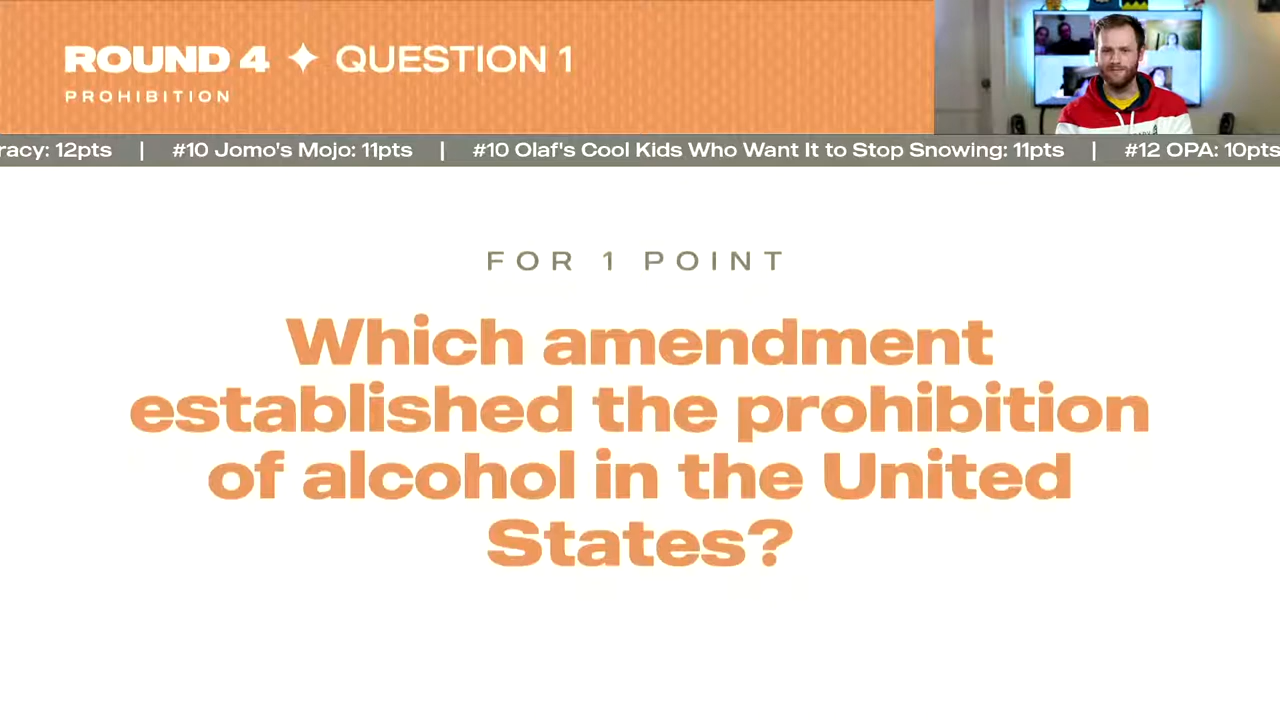 ROUND 4 ✦ QUESTION 1
PROHIBITION
racy: 12pts | #10 Jomo's Mojo: 11pts | #10 Olaf's Cool Kids Who Want It to Stop Snowing: 11pts | #12 OPA: 10pts
FOR 1 POINT
Which amendment
established the prohibition
of alcohol in the United
States?